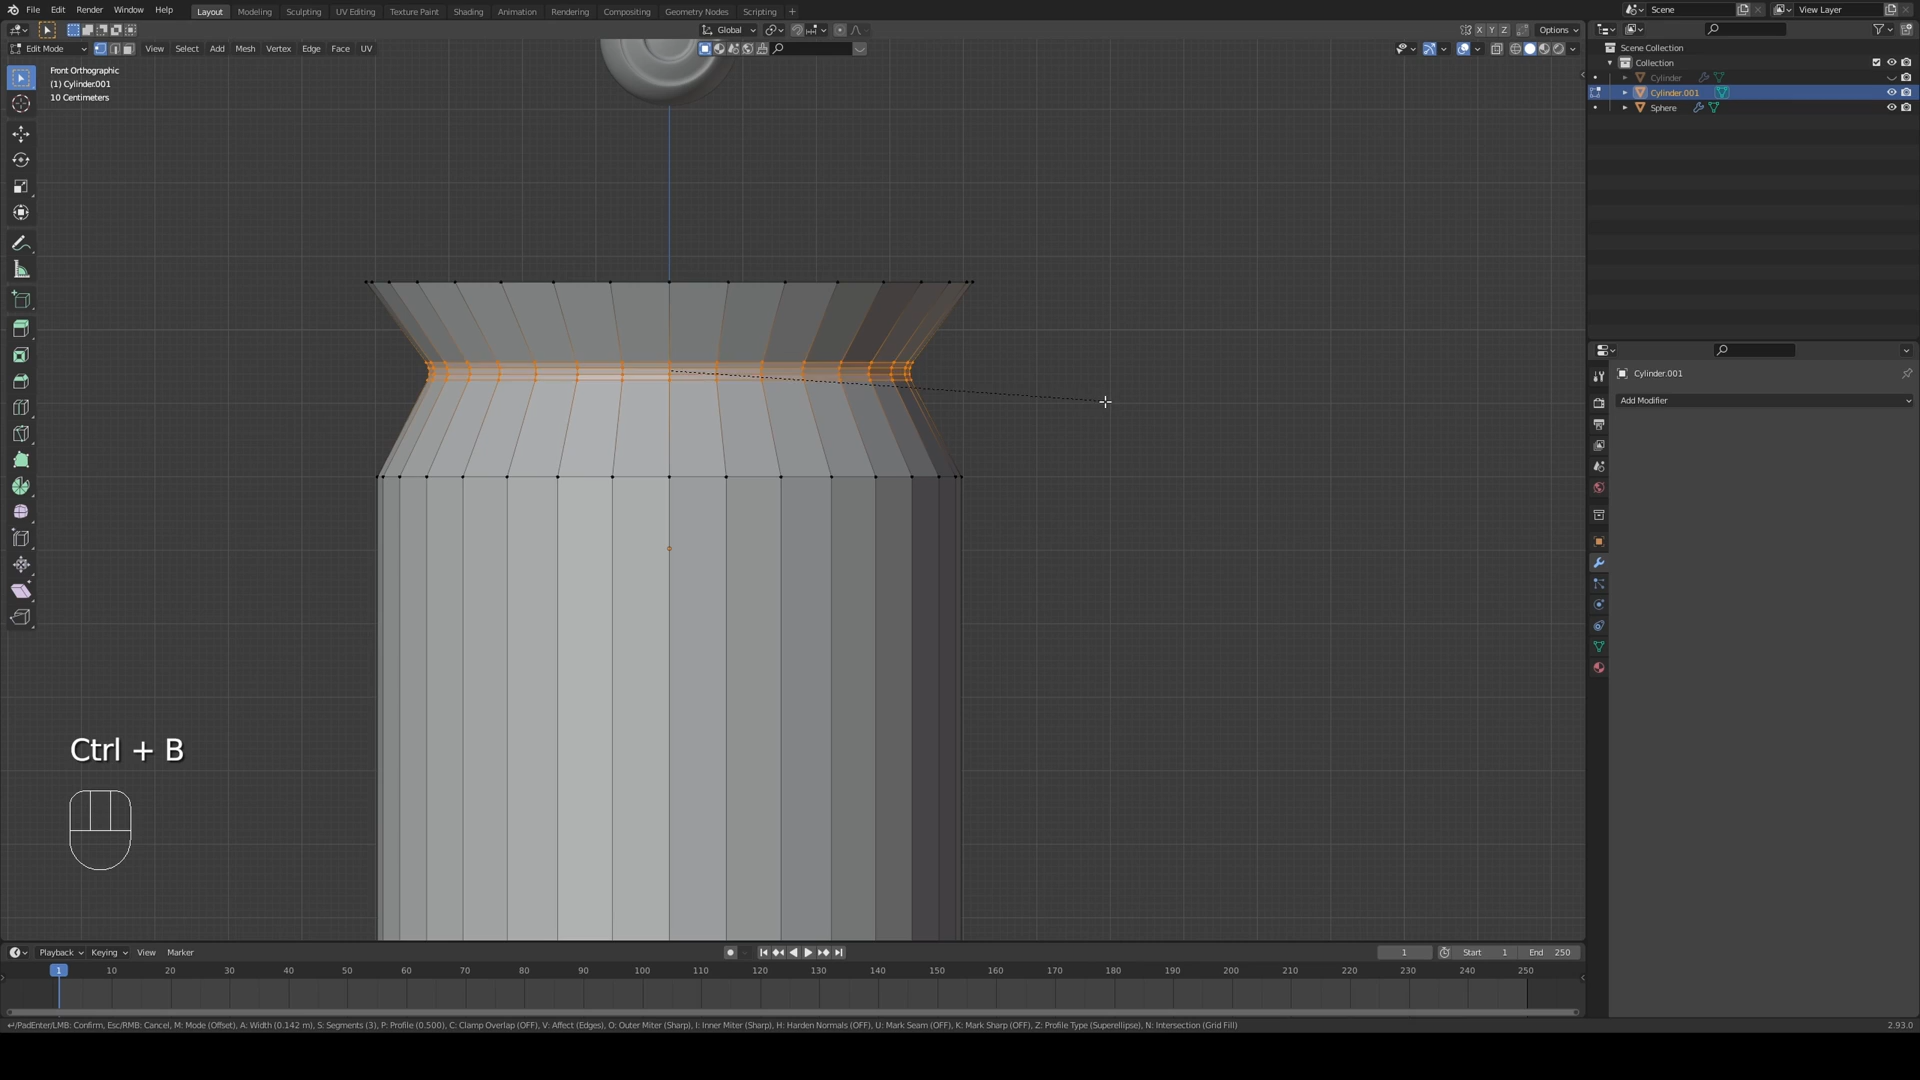 File Edit Render Window Help Layout Modeling Sculpting UV Editing Texture Paint Shading Animation Rendering Compositing Geometry Nodes Scripting + Scene View Layer
Global X Y Z Options
Edit Mode View Select Add Mesh Vertex Edge Face UV
Front Orthographic
(1) Cylinder.001
10 Centimeters
Scene Collection
Collection
Cylinder
Cylinder.001
Sphere
Cylinder.001
Add Modifier
Ctrl + B
Playback Keying View Marker 1 Start 1 End 250
1 10 20 30 40 50 60 70 80 90 100 110 120 130 140 150 160 170 180 190 200 210 220 230 240 250
↵/PadEnter/LMB: Confirm, Esc/RMB: Cancel, M: Mode (Offset), A: Width (0.142 m), S: Segments (3), P: Profile (0.500), C: Clamp Overlap (OFF), V: Affect (Edges), O: Outer Miter (Sharp), I: Inner Miter (Sharp), H: Harden Normals (OFF), U: Mark Seam (OFF), K: Mark Sharp (OFF), Z: Profile Type (Superellipse), N: Intersection (Grid Fill) 2.93.0